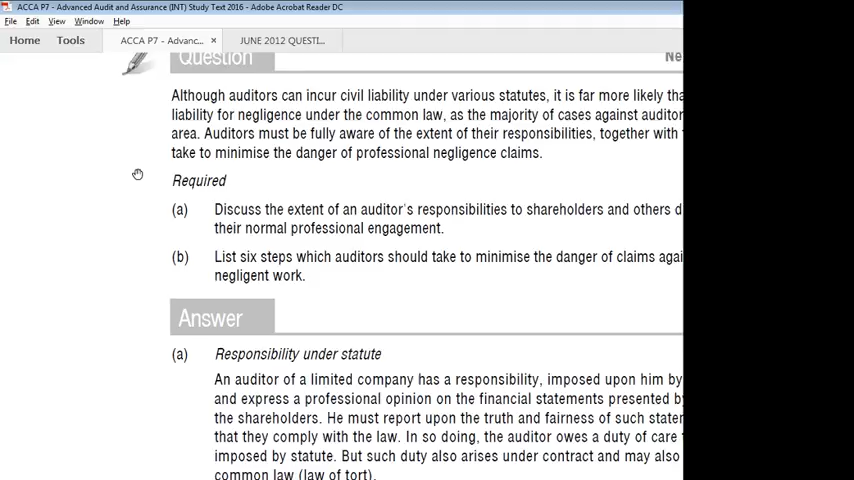 ACCA P7 - Advanced Audit and Assurance (INT) Study Text 2016 - Adobe Acrobat Reader DC
File Edit View Window Help
Home Tools ACCA P7 - Advanc... × JUNE 2012 QUESTI...
Question Ne
Although auditors can incur civil liability under various statutes, it is far more likely tha
liability for negligence under the common law, as the majority of cases against auditor
area. Auditors must be fully aware of the extent of their responsibilities, together with
take to minimise the danger of professional negligence claims.
Required
(a) Discuss the extent of an auditor's responsibilities to shareholders and others d
their normal professional engagement.
(b) List six steps which auditors should take to minimise the danger of claims agai
negligent work.
Answer
(a) Responsibility under statute
An auditor of a limited company has a responsibility, imposed upon him by
and express a professional opinion on the financial statements presented by
the shareholders. He must report upon the truth and fairness of such stater
that they comply with the law. In so doing, the auditor owes a duty of care
imposed by statute. But such duty also arises under contract and may also
common law (law of tort).